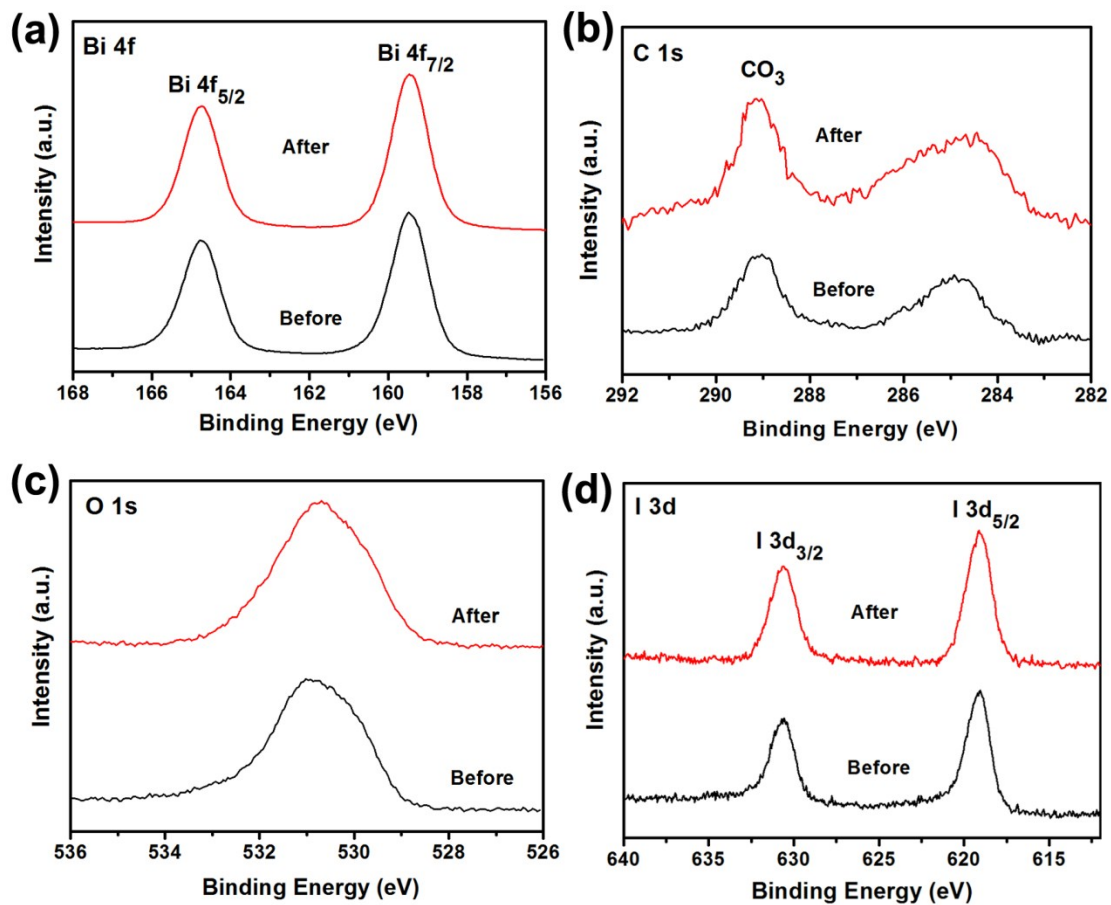 (a)
Bi 4f
Bi 4f5/2
Bi 4f7/2
After
Before
Intensity (a.u.)
168 166 164 162 160 158 156
Binding Energy (eV)
(b)
C 1s
CO3
After
Before
Intensity (a.u.)
292 290 288 286 284 282
Binding Energy (eV)
(c)
O 1s
After
Before
Intensity (a.u.)
536 534 532 530 528 526
Binding Energy (eV)
(d)
I 3d
I 3d3/2
I 3d5/2
After
Before
Intensity (a.u.)
640 635 630 625 620 615
Binding Energy (eV)